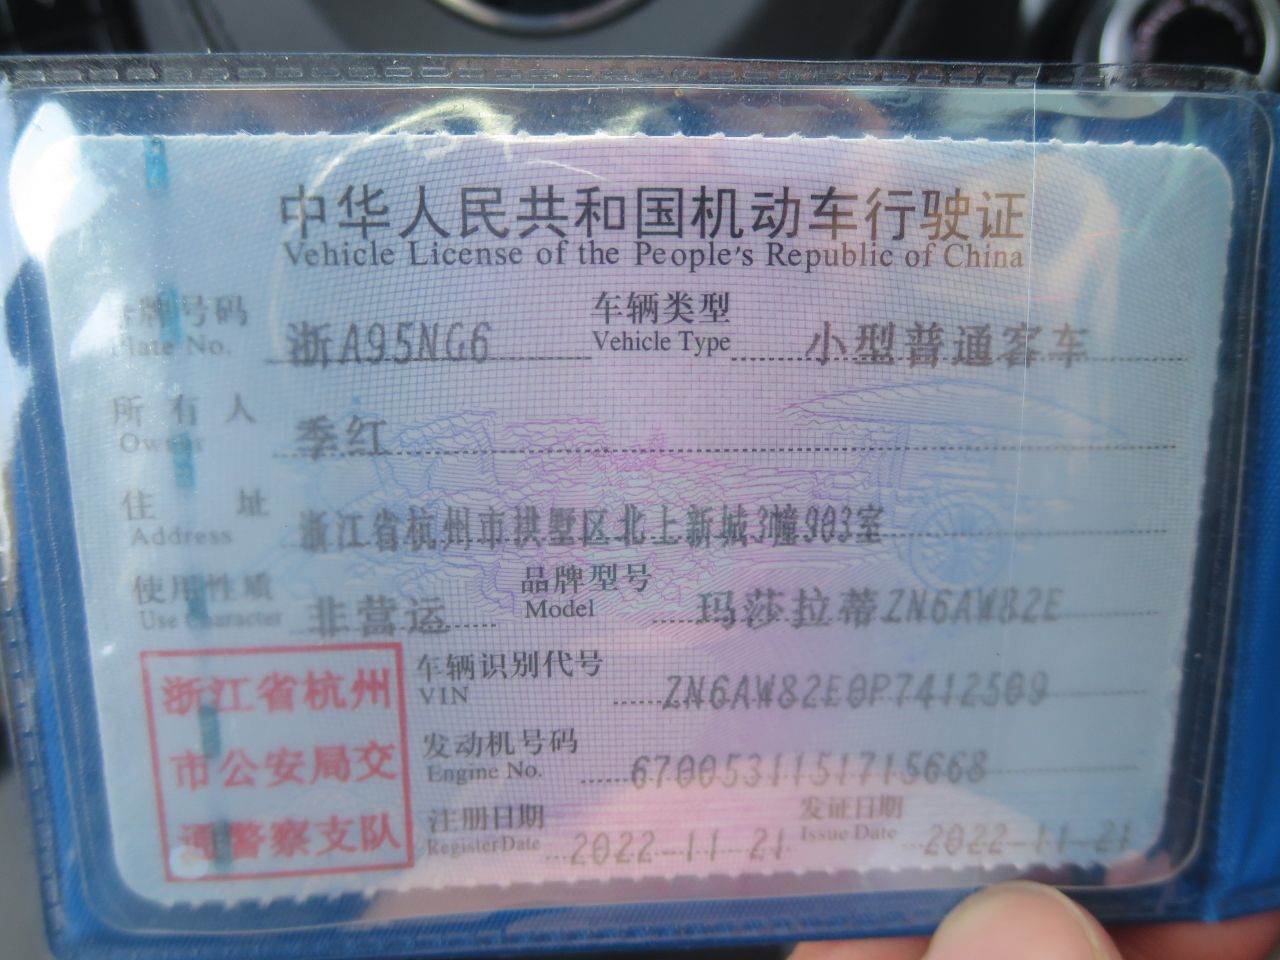 中华人民共和国机动车行驶证
Vehicle License of the People's Republic of China
号牌号码 浙A95NG6 车辆类型 小型普通客车
Plate No. Vehicle Type
所有人 季红
Owner
住址 浙江省杭州市拱墅区北上新城3幢903室
Address
使用性质 非营运 品牌型号 玛莎拉蒂ZN6AW82E
Use Character Model
浙江省杭州
市公安局交
通警察支队
车辆识别代号 ZN6AW82E0P7412509
VIN
发动机号码 670053115171566​8
Engine No.
注册日期 2022-11-21 发证日期 2022-11-21
Register Date Issue Date